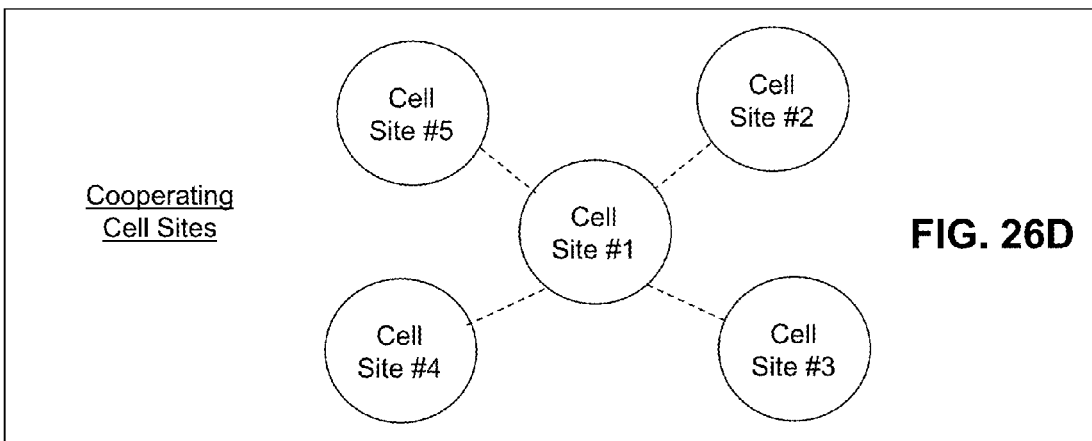 Cell
Site #5
Cell
Site #2
Cooperating
Cell Sites
Cell
Site #1
FIG. 26D
Cell
Site #4
Cell
Site #3